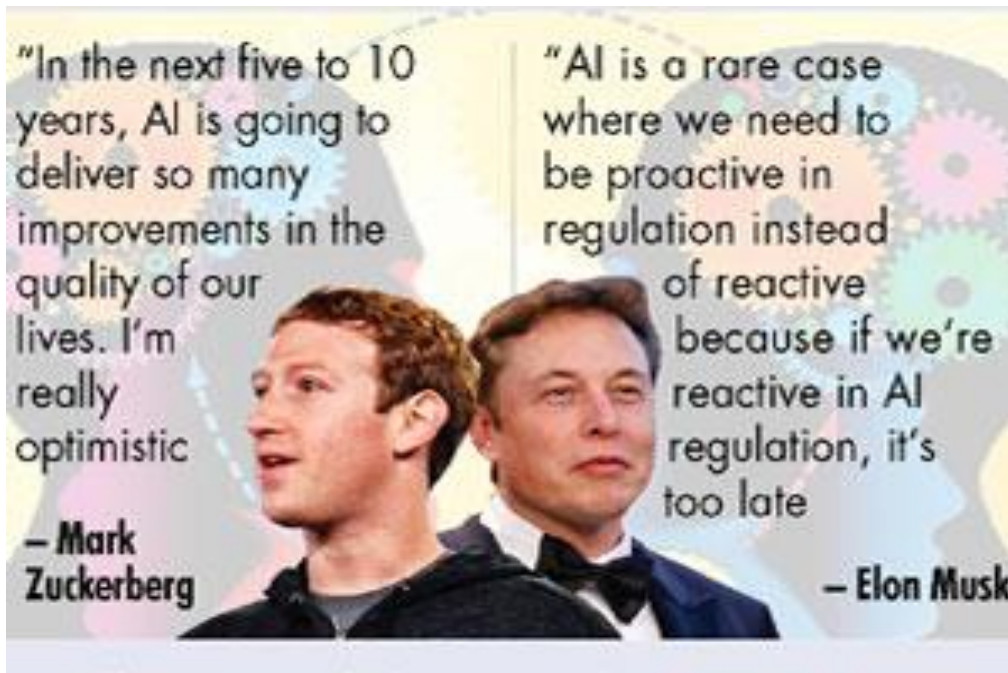 "In the next five to 10
years, AI is going to
deliver so many
improvements in the
quality of our
lives. I'm
really
optimistic
– Mark
Zuckerberg
"AI is a rare case
where we need to
be proactive in
regulation instead
of reactive
because if we're
reactive in AI
regulation, it's
too late
– Elon Musk